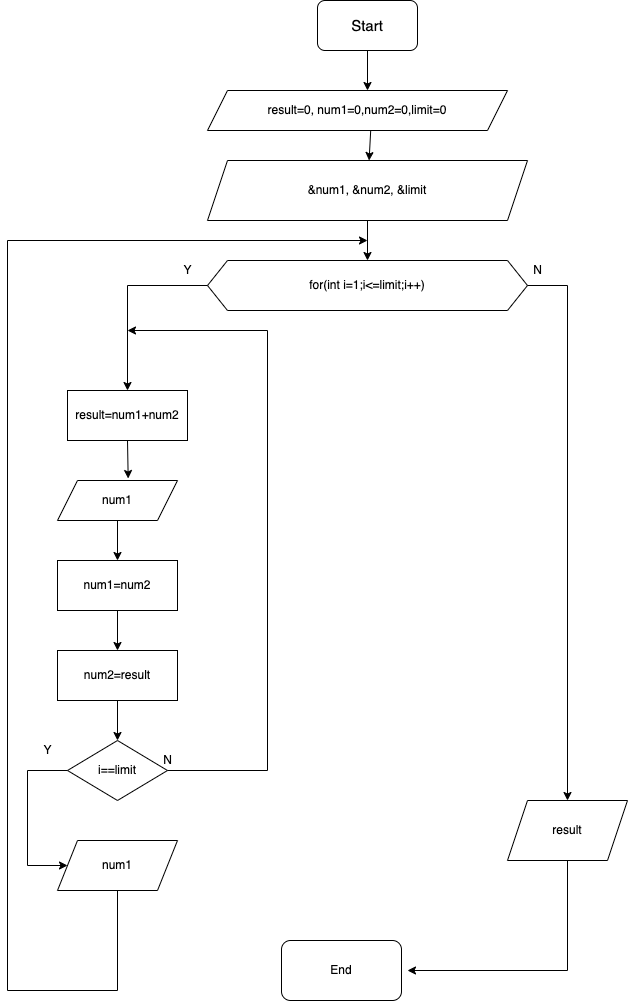 Start
result=0, num1=0,num2=0,limit=0
&num1, &num2, &limit
Y
N
for(int i=1;i<=limit;i++)
result=num1+num2
num1
num1=num2
num2=result
Y
N
i==limit
num1
result
End